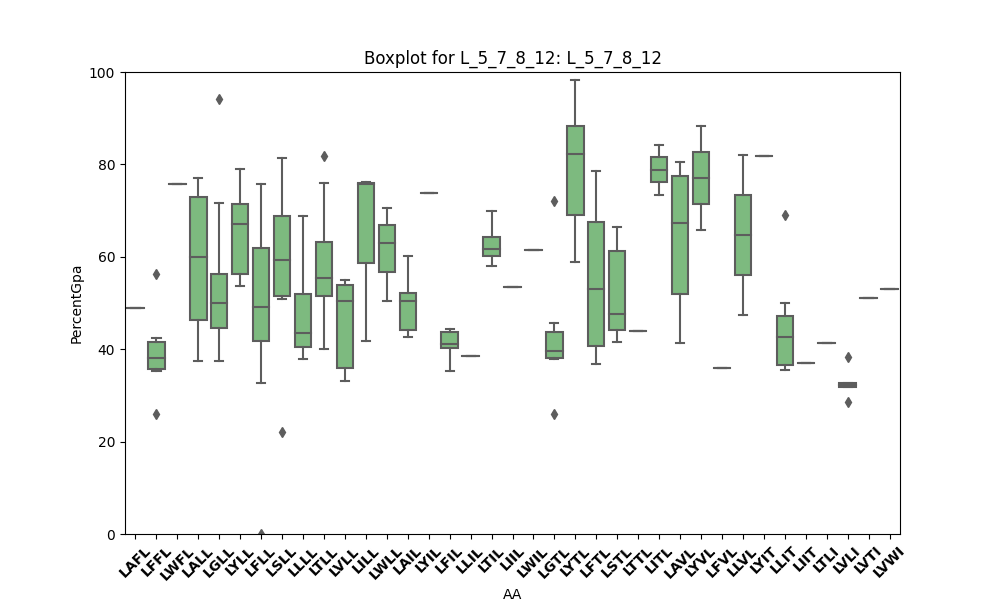 Boxplot for L_5_7_8_12: L_5_7_8_12
100
80
60
40
20
0
PercentGpa
LAFL
LFFL
LWFL
LALL
LGLL
LYLL
LFLL
LSLL
LLLL
LTLL
LVLL
LILL
LWLL
LAIL
LYIL
LFIL
LLIL
LTIL
LIIL
LWIL
LGTL
LYTL
LFTL
LSTL
LTTL
LITL
LAVL
LYVL
LFVL
LLVL
LYIT
LLIT
LIIT
LTLI
LVLI
LVTI
LVWI
AA